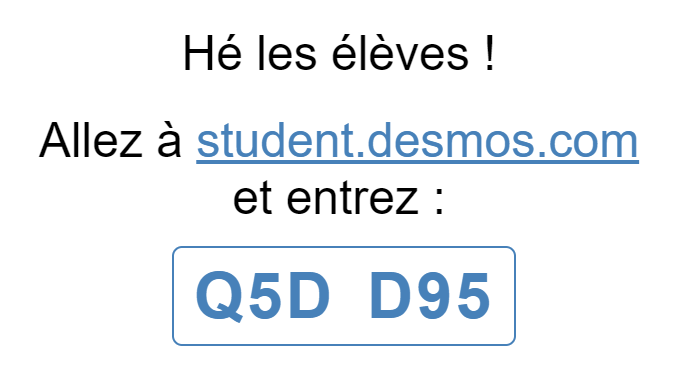 Hé les élèves !
Allez à student.desmos.com
et entrez :
Q5D D95